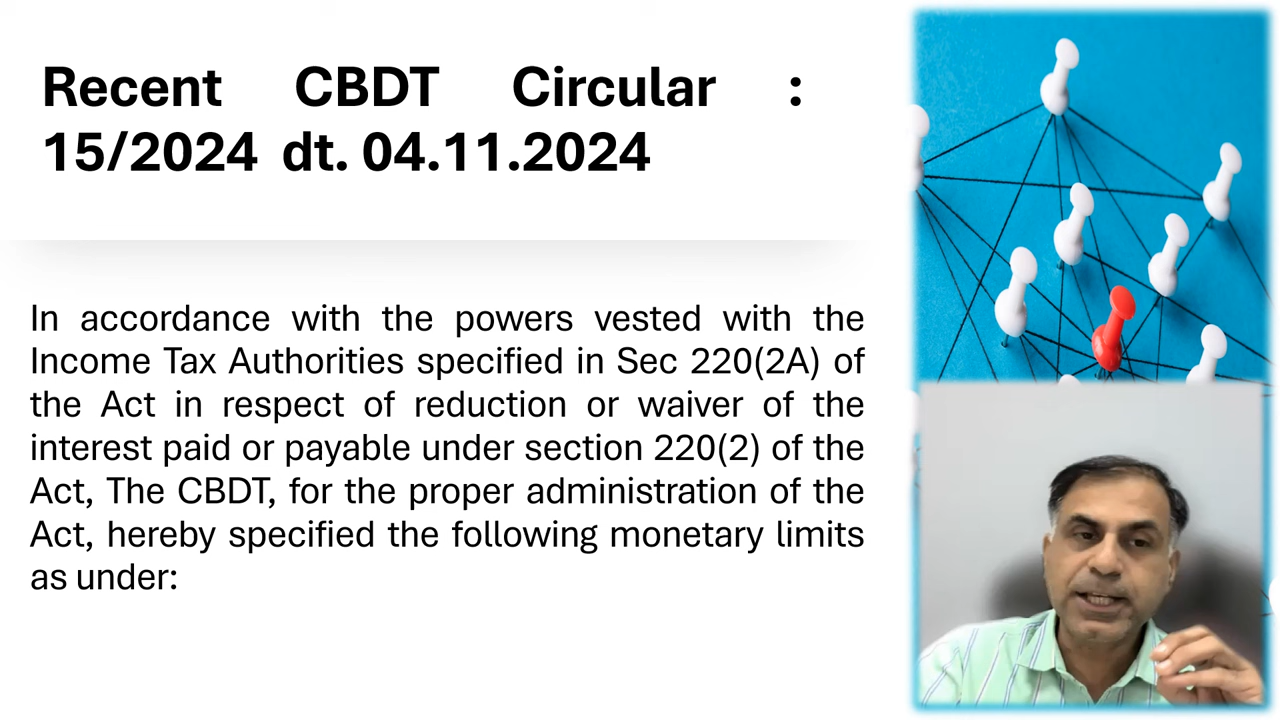 Recent CBDT Circular :
15/2024 dt. 04.11.2024
In accordance with the powers vested with the
Income Tax Authorities specified in Sec 220(2A) of
the Act in respect of reduction or waiver of the
interest paid or payable under section 220(2) of the
Act, The CBDT, for the proper administration of the
Act, hereby specified the following monetary limits
as under: